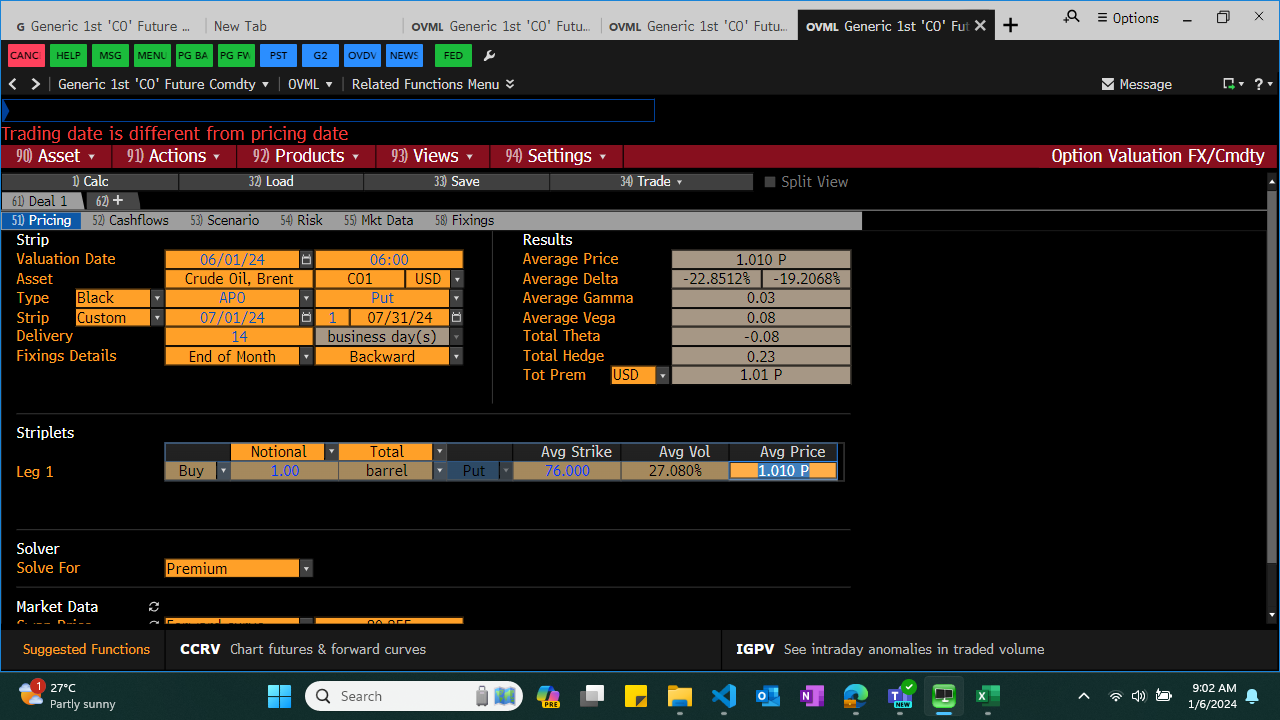 G Generic 1st 'CO' Future ... New Tab OVML Generic 1st 'CO' Futu... OVML Generic 1st 'CO' Futu... OVML Generic 1st 'CO' Fut Options
CANC HELP MSG MENU PG BA PG FW PST G2 OVDV NEWS FED
Generic 1st 'CO' Future Comdty OVML Related Functions Menu Message ?
Trading date is different from pricing date
90) Asset 91) Actions 92) Products 93) Views 94) Settings Option Valuation FX/Cmdty
1) Calc 32) Load 33) Save 34) Trade Split View
61) Deal 1 62) +
51) Pricing 52) Cashflows 53) Scenario 54) Risk 55) Mkt Data 58) Fixings
Strip Results
Valuation Date 06/01/24 06:00 Average Price 1.010 P
Asset Crude Oil, Brent CO1 USD Average Delta -22.8512% -19.2068%
Type Black APO Put Average Gamma 0.03
Strip Custom 07/01/24 1 07/31/24 Average Vega 0.08
Delivery 14 business day(s) Total Theta -0.08
Fixings Details End of Month Backward Total Hedge 0.23
Tot Prem USD 1.01 P
Striplets
Notional Total Avg Strike Avg Vol Avg Price
Leg 1 Buy 1.00 barrel Put 76.000 27.080% 1.010 P
Solver
Solve For Premium
Market Data
Suggested Functions CCRV Chart futures & forward curves IGPV See intraday anomalies in traded volume
1 27°C Search PRE NEW 9:02 AM
Partly sunny 1/6/2024